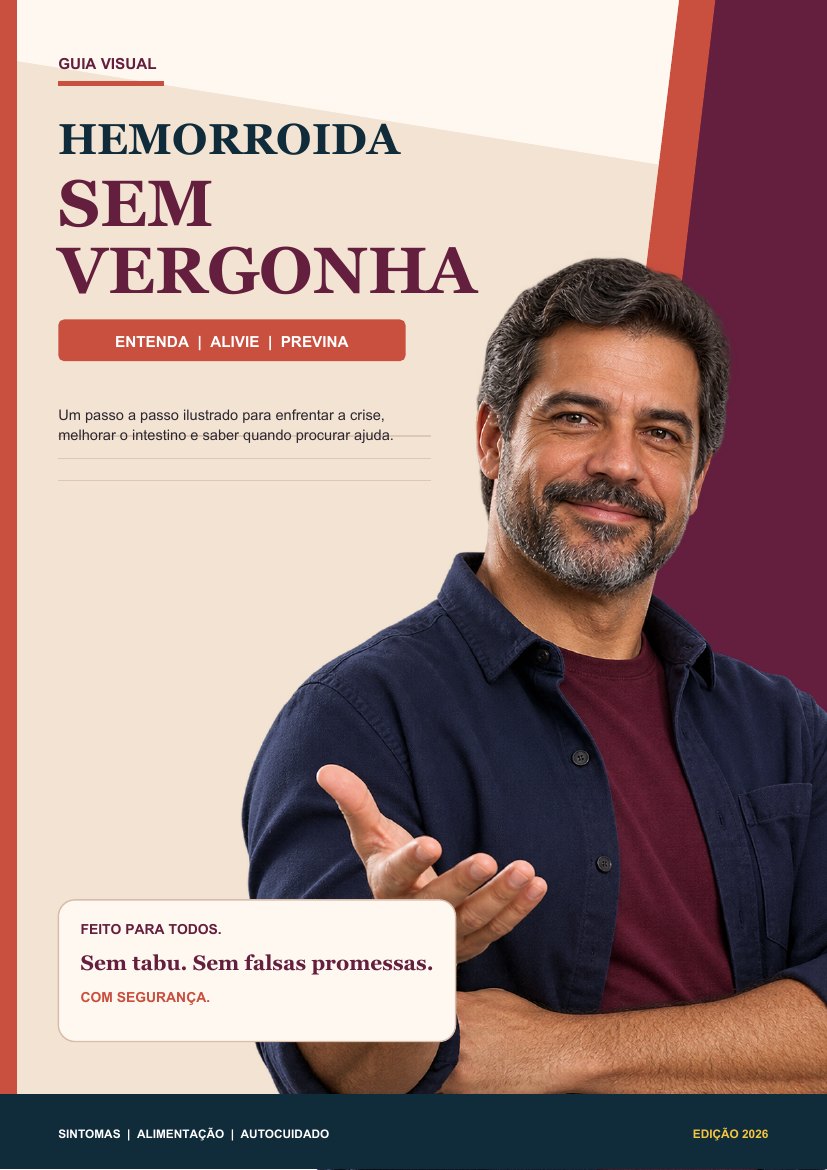 GUIA VISUAL
HEMORROIDA
SEM
VERGONHA
ENTENDA | ALIVIE | PREVINA
Um passo a passo ilustrado para enfrentar a crise,
melhorar o intestino e saber quando procurar ajuda.
FEITO PARA TODOS.
Sem tabu. Sem falsas promessas.
COM SEGURANÇA.
SINTOMAS | ALIMENTAÇÃO | AUTOCUIDADO
EDIÇÃO 2026